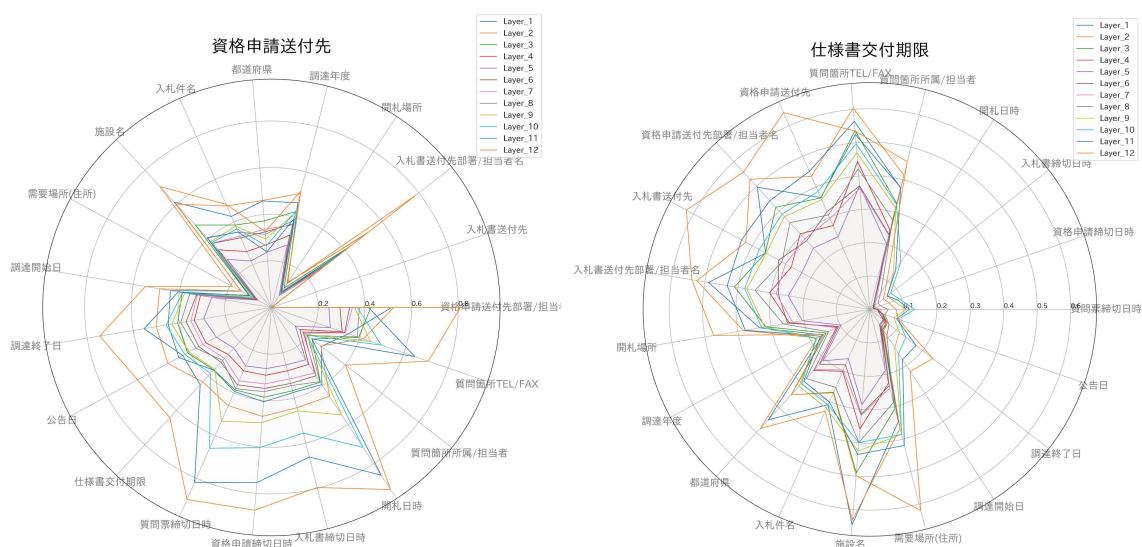 資格申請送付先
Layer_1
Layer_2
Layer_3
Layer_4
Layer_5
Layer_6
Layer_7
Layer_8
Layer_9
Layer_10
Layer_11
Layer_12
都道府県
調達年度
入札件名
開札場所
施設名
入札書送付先部署/担当者名
需要場所(住所)
入札書送付先
調達開始日
0.2
0.4
0.6
0.8
資格申請送付先部署/担当者
調達終了日
質問箇所TEL/FAX
公告日
質問箇所所属/担当者
仕様書交付期限
開札日時
質問票締切日時
入札書締切日時
資格申請締切日時
仕様書交付期限
Layer_1
Layer_2
Layer_3
Layer_4
Layer_5
Layer_6
Layer_7
Layer_8
Layer_9
Layer_10
Layer_11
Layer_12
質問箇所TEL/FAX
質問箇所所属/担当者
資格申請送付先
開札日時
資格申請送付先部署/担当者名
入札書締切日時
入札書送付先
資格申請締切日時
入札書送付先部署/担当者名
0.1
0.2
0.3
0.4
0.5
0.6
質問票締切日時
開札場所
公告日
調達年度
調達終了日
都道府県
調達開始日
入札件名
需要場所(住所)
施設名